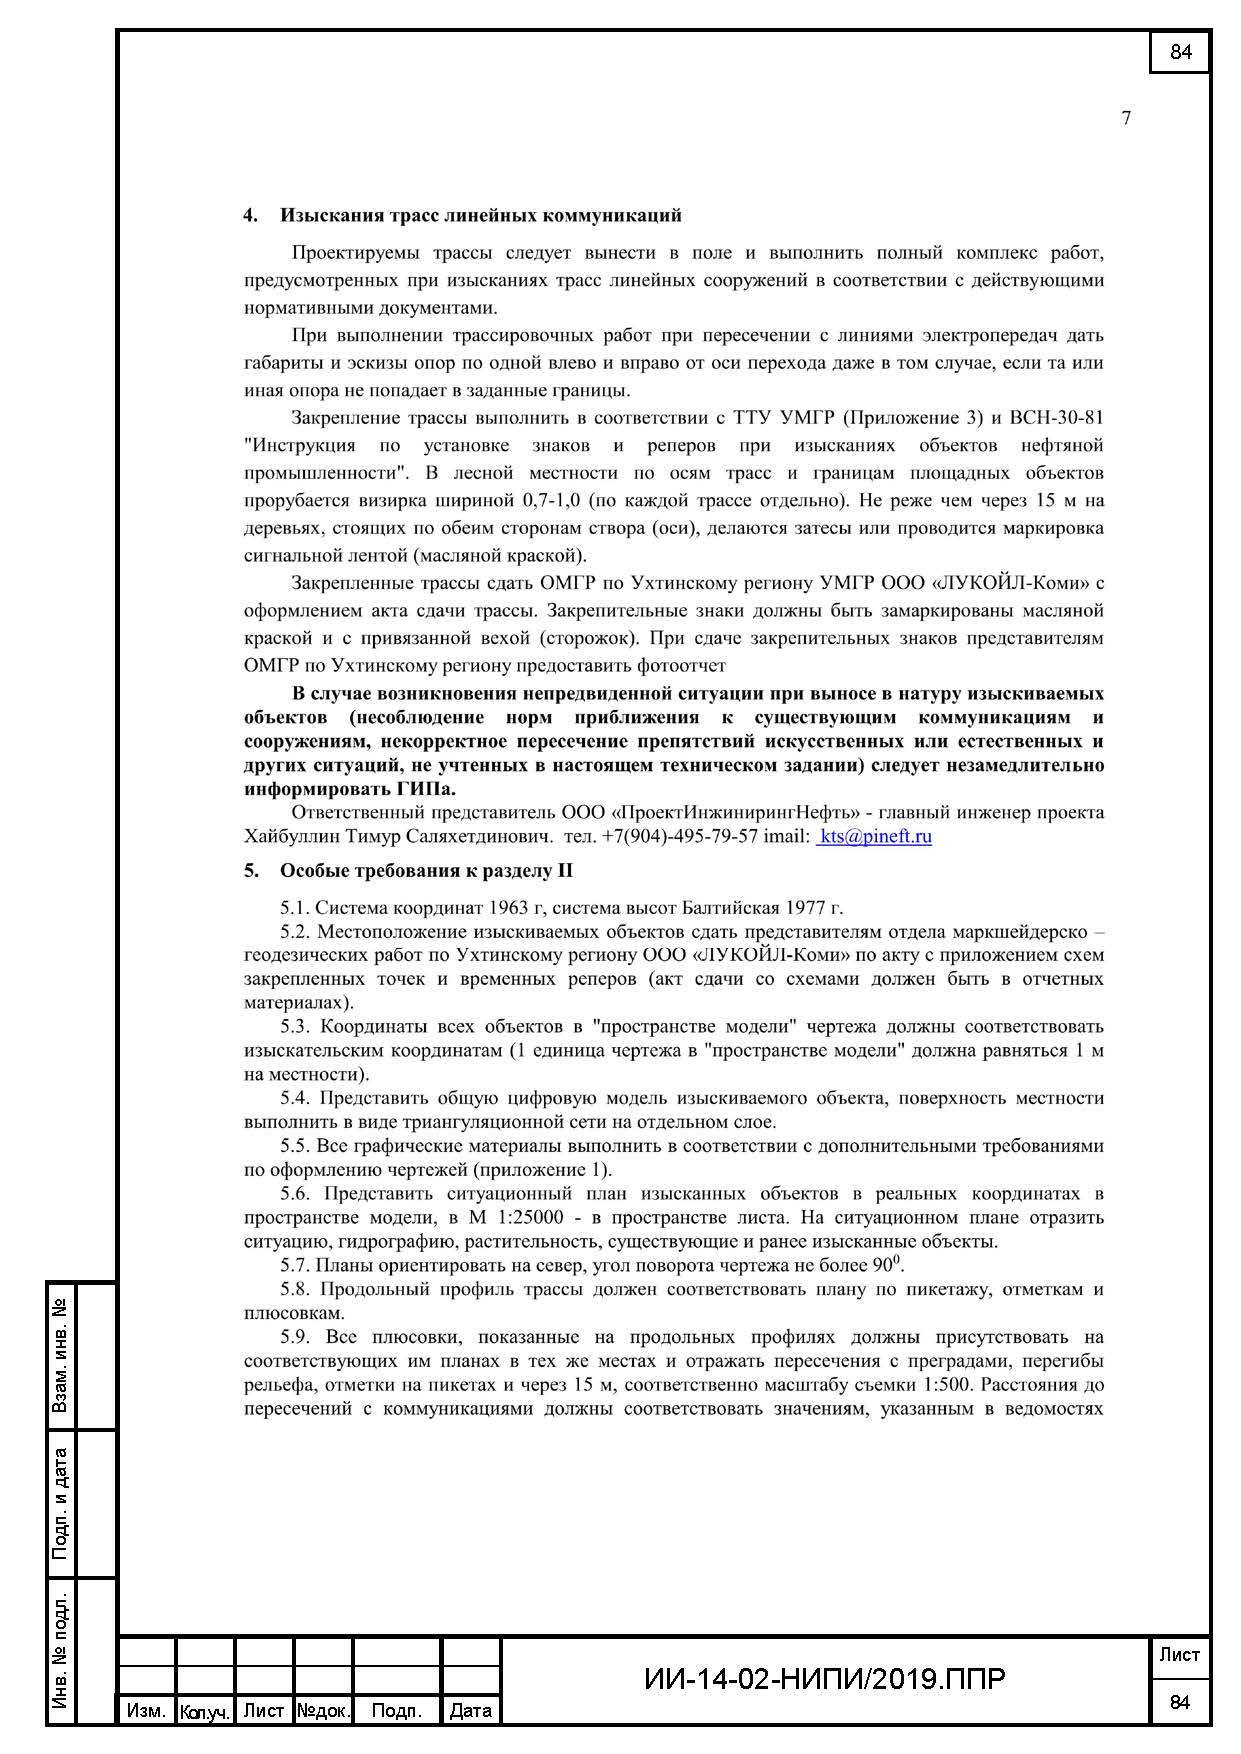 84
7
4. Изыскания трасс линейных коммуникаций
Проектируемы трассы следует вынести в поле и выполнить полный комплекс работ,
предусмотренных при изысканиях трасс линейных сооружений в соответствии с действующими
нормативными документами.
При выполнении трассировочных работ при пересечении с линиями электропередач дать
габариты и эскизы опор по одной влево и вправо от оси перехода даже в том случае, если та или
иная опора не попадает в заданные границы.
Закрепление трассы выполнить в соответствии с ТТУ УМГР (Приложение 3) и ВСН-30-81
"Инструкция по установке знаков и реперов при изысканиях объектов нефтяной
промышленности". В лесной местности по осям трасс и границам площадных объектов
прорубается визирка шириной 0,7-1,0 (по каждой трассе отдельно). Не реже чем через 15 м на
деревьях, стоящих по обеим сторонам створа (оси), делаются затесы или проводится маркировка
сигнальной лентой (масляной краской).
Закрепленные трассы сдать ОМГР по Ухтинскому региону УМГР ООО «ЛУКОЙЛ-Коми» с
оформлением акта сдачи трассы. Закрепительные знаки должны быть замаркированы масляной
краской и с привязанной вехой (сторожок). При сдаче закрепительных знаков представителям
ОМГР по Ухтинскому региону предоставить фотоотчет
В случае возникновения непредвиденной ситуации при выносе в натуру изыскиваемых
объектов (несоблюдение норм приближения к существующим коммуникациям и
сооружениям, некорректное пересечение препятствий искусственных или естественных и
других ситуаций, не учтенных в настоящем техническом задании) следует незамедлительно
информировать ГИПа.
Ответственный представитель ООО «ПроектИнжинирингНефть» - главный инженер проекта
Хайбуллин Тимур Саляхетдинович. тел. +7(904)-495-79-57 imail: kts@pineft.ru
5. Особые требования к разделу II
5.1. Система координат 1963 г, система высот Балтийская 1977 г.
5.2. Местоположение изыскиваемых объектов сдать представителям отдела маркшейдерско –
геодезических работ по Ухтинскому региону ООО «ЛУКОЙЛ-Коми» по акту с приложением схем
закрепленных точек и временных реперов (акт сдачи со схемами должен быть в отчетных
материалах).
5.3. Координаты всех объектов в "пространстве модели" чертежа должны соответствовать
изыскательским координатам (1 единица чертежа в "пространстве модели" должна равняться 1 м
на местности).
5.4. Представить общую цифровую модель изыскиваемого объекта, поверхность местности
выполнить в виде триангуляционной сети на отдельном слое.
5.5. Все графические материалы выполнить в соответствии с дополнительными требованиями
по оформлению чертежей (приложение 1).
5.6. Представить ситуационный план изысканных объектов в реальных координатах в
пространстве модели, в М 1:25000 - в пространстве листа. На ситуационном плане отразить
ситуацию, гидрографию, растительность, существующие и ранее изысканные объекты.
5.7. Планы ориентировать на север, угол поворота чертежа не более 90⁰.
5.8. Продольный профиль трассы должен соответствовать плану по пикетажу, отметкам и
плюсовкам.
5.9. Все плюсовки, показанные на продольных профилях должны присутствовать на
соответствующих им планах в тех же местах и отражать пересечения с преградами, перегибы
рельефа, отметки на пикетах и через 15 м, соответственно масштабу съемки 1:500. Расстояния до
пересечений с коммуникациями должны соответствовать значениям, указанным в ведомостях
Взам. инв. №
Подп. и дата
Инв. № подл.
Изм. Кол.уч. Лист №док. Подп. Дата
ИИ-14-02-НИПИ/2019.ППР
Лист
84